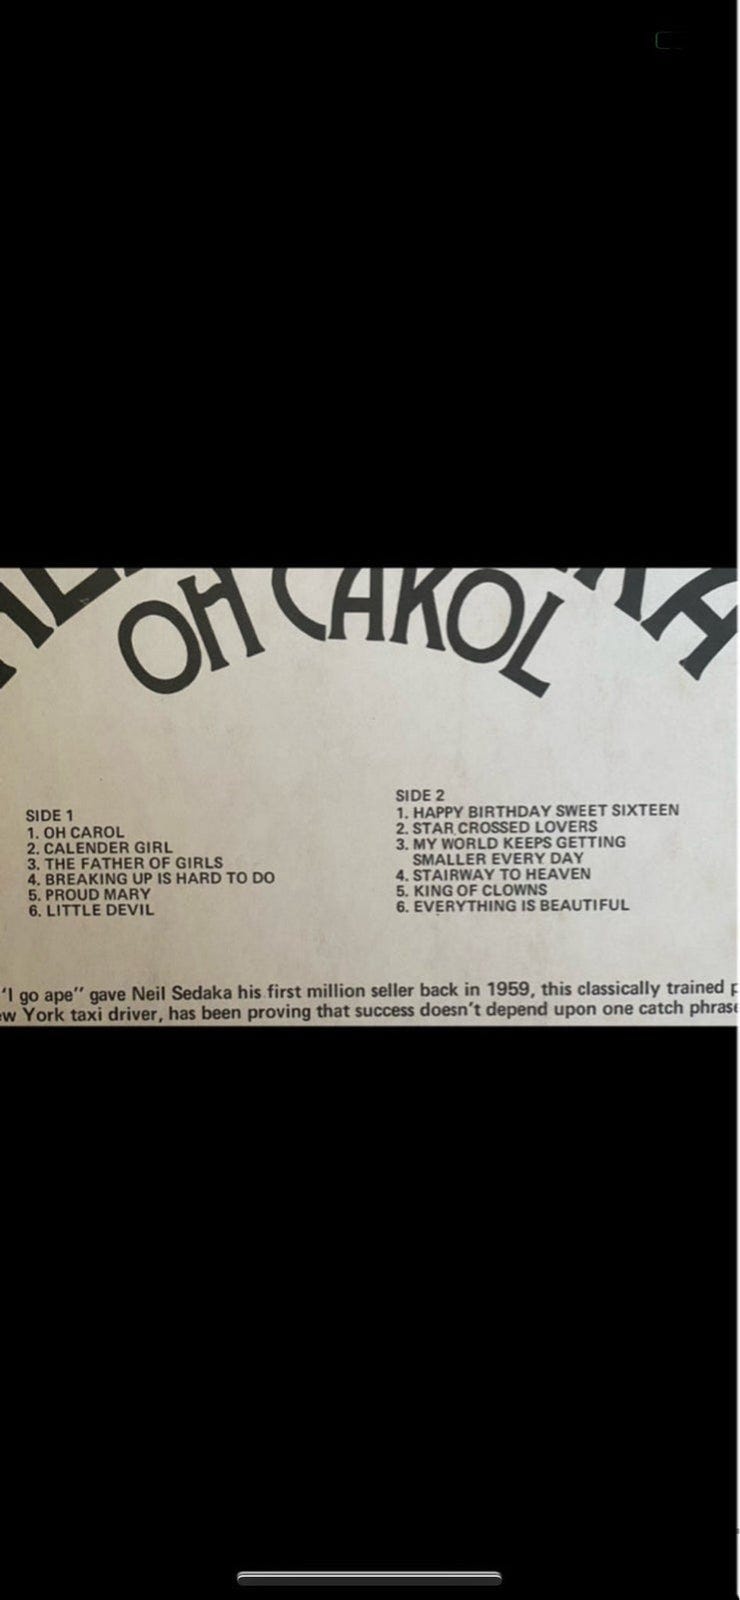 OH CAROL
SIDE 1
1. OH CAROL
2. CALENDER GIRL
3. THE FATHER OF GIRLS
4. BREAKING UP IS HARD TO DO
5. PROUD MARY
6. LITTLE DEVIL
SIDE 2
1. HAPPY BIRTHDAY SWEET SIXTEEN
2. STAR CROSSED LOVERS
3. MY WORLD KEEPS GETTING
SMALLER EVERY DAY
4. STAIRWAY TO HEAVEN
5. KING OF CLOWNS
6. EVERYTHING IS BEAUTIFUL
"I go ape" gave Neil Sedaka his first million seller back in 1959, this classically trained
York taxi driver, has been proving that success doesn't depend upon one catch